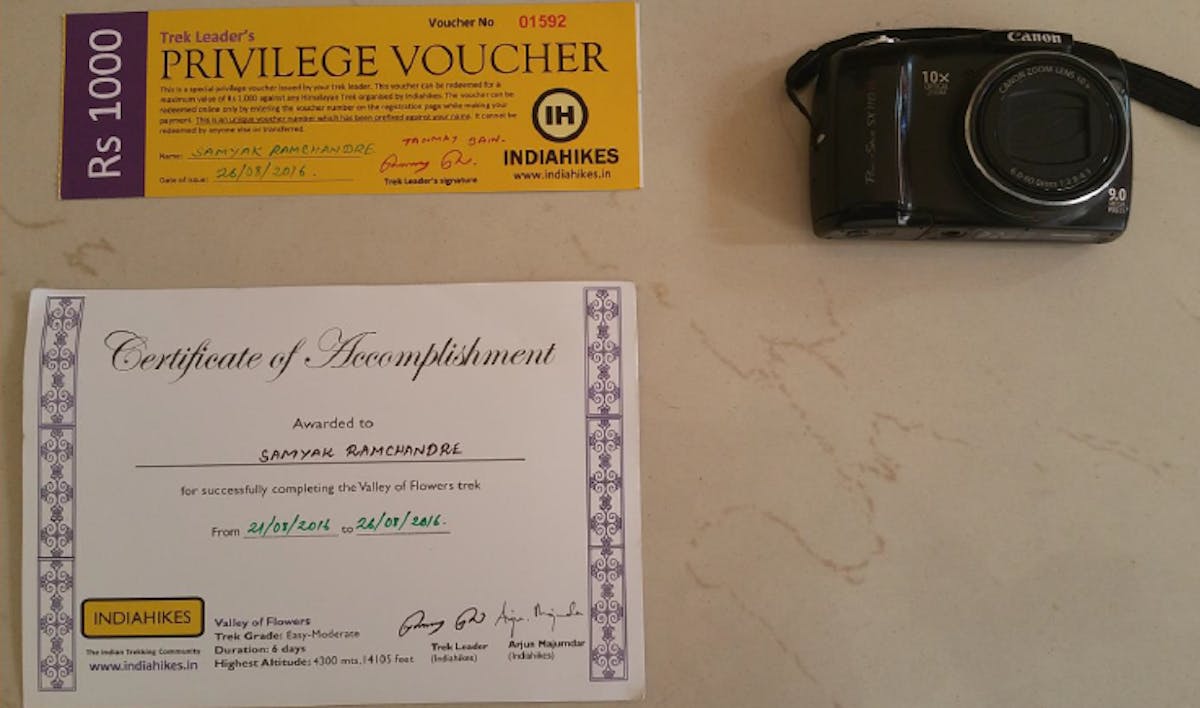 Rs 1000
Voucher No 01592
Trek Leader's
PRIVILEGE VOUCHER
This is a special privilege voucher issued by your trek leader. This voucher can be redeemed for a
maximum value of Rs 1,000 against any Himalayan Trek organised by Indiahikes. The voucher can be
redeemed online only by entering the voucher number on the registration page while making your
payment. This is an unique voucher number which has been prefixed against your name. It cannot be
redeemed by anyone else or transferred.
Name: SAMYAK RAMCHANDRE
Date of issue: 26/08/2016.
Trek Leader's signature
IH
INDIAHIKES
www.indiahikes.in
Canon
10x
OPTICAL
ZOOM
CANON ZOOM LENS 10x
9.0
MEGA
PIXELS
Certificate of Accomplishment
Awarded to
SAMYAK RAMCHANDRE
for successfully completing the Valley of Flowers trek
From 21/08/2016 to 26/08/2016.
INDIAHIKES
The Indian Trekking Community
www.indiahikes.in
Valley of Flowers
Trek Grade: Easy-Moderate
Duration: 6 days
Highest Altitude: 4300 mts,14105 feet
Trek Leader
(Indiahikes)
Arjun Majumdar
(Indiahikes)